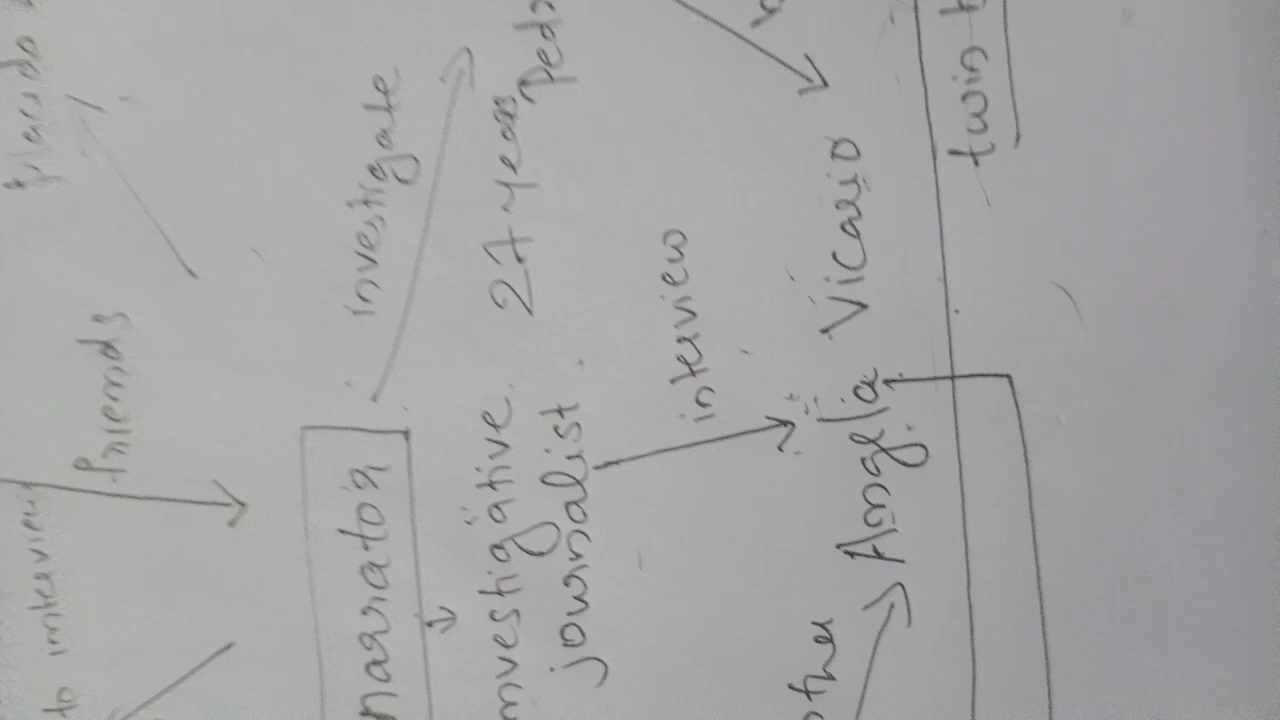 to interview
friends
narrator
investigate
investigative 27 years
journalist.
interview
Angela Vicario
twin